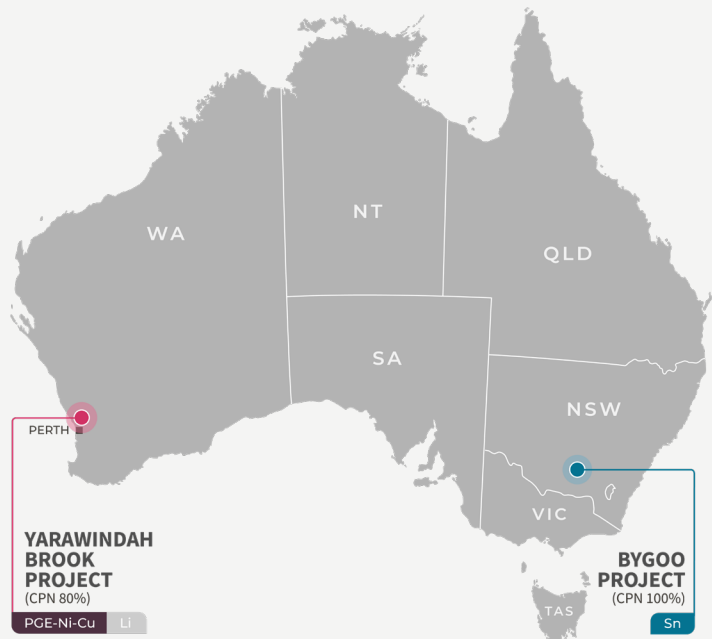 NT
WA
QLD
SA
NSW
PERTH
VIC
YARAWINDAH
BROOK
PROJECT
(CPN 80%)
PGE-Ni-Cu Li
BYGOO
PROJECT
(CPN 100%)
Sn
TAS